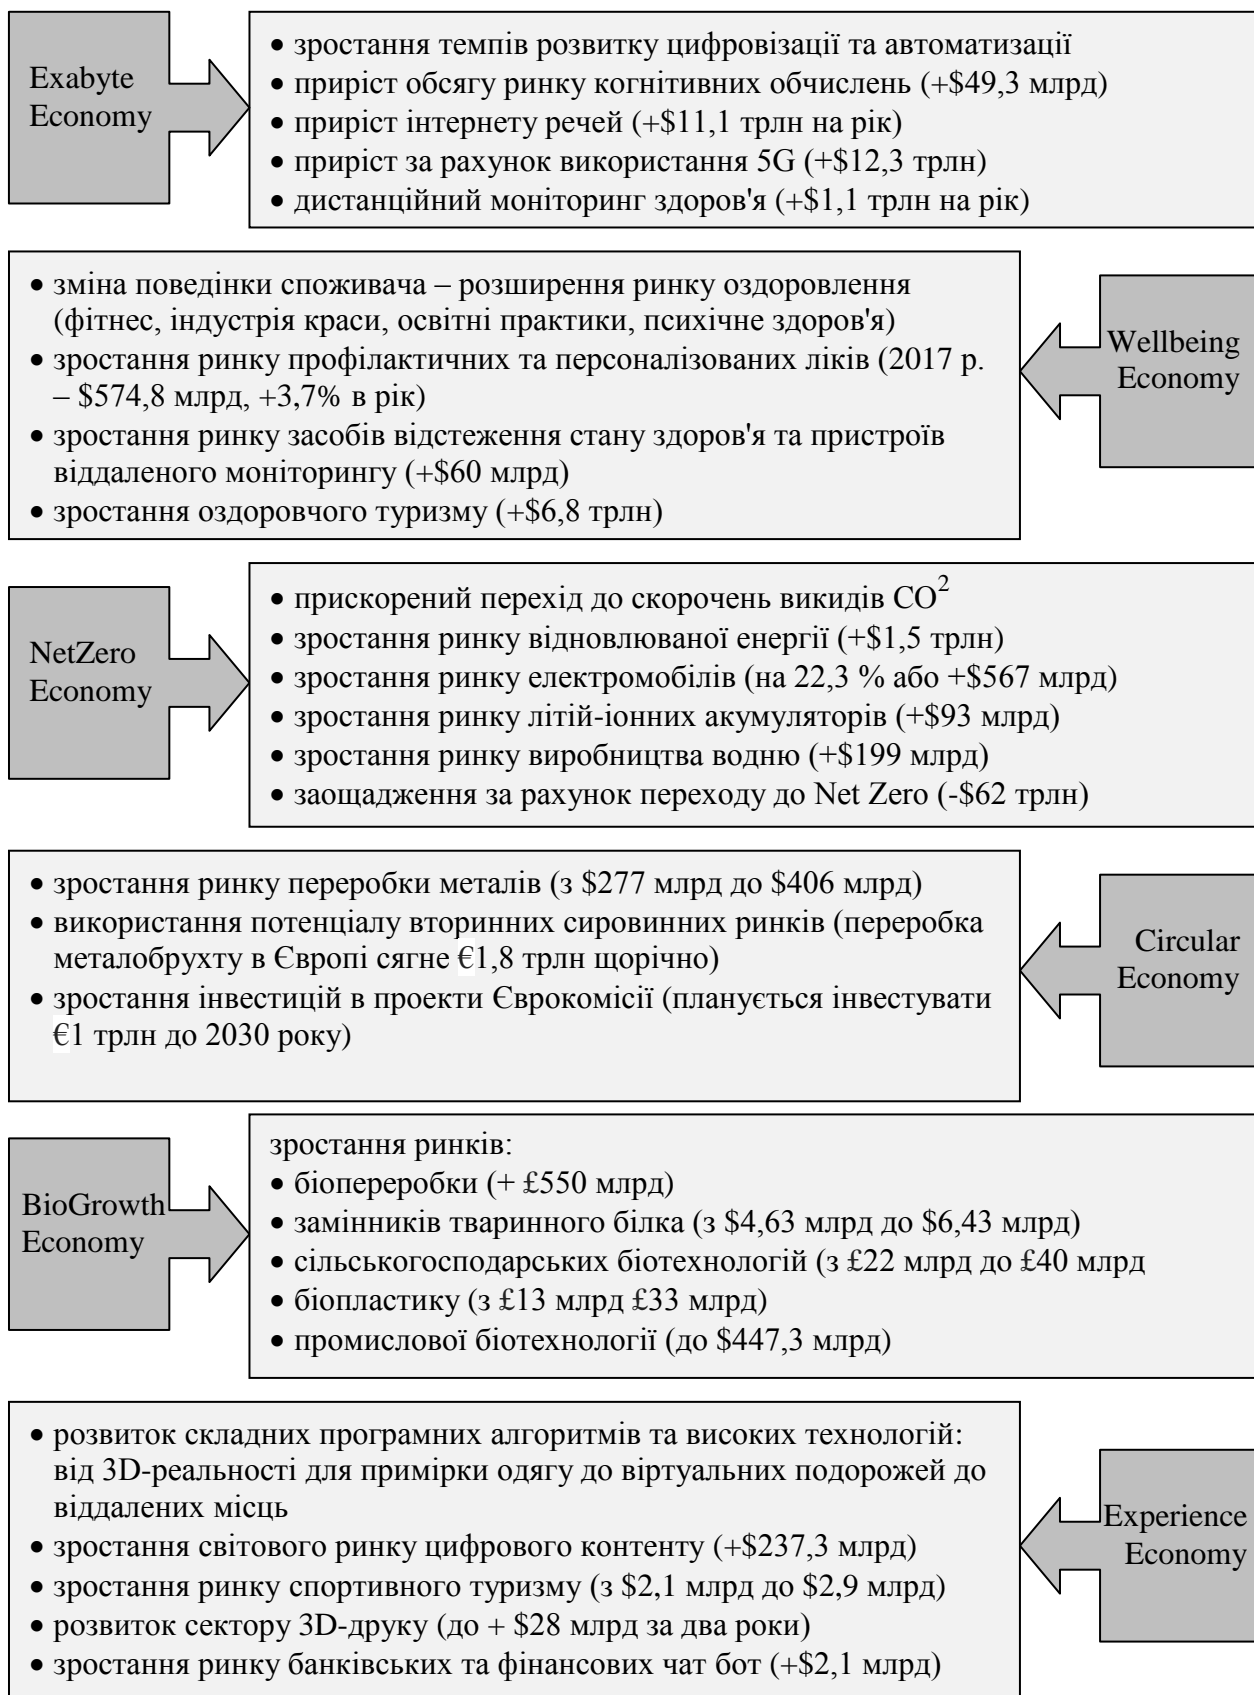 Exabyte
Economy
• зростання темпів розвитку цифровізації та автоматизації
• приріст обсягу ринку когнітивних обчислень (+$49,3 млрд)
• приріст інтернету речей (+$11,1 трлн на рік)
• приріст за рахунок використання 5G (+$12,3 трлн)
• дистанційний моніторинг здоров'я (+$1,1 трлн на рік)
• зміна поведінки споживача – розширення ринку оздоровлення
(фітнес, індустрія краси, освітні практики, психічне здоров'я)
• зростання ринку профілактичних та персоналізованих ліків (2017 р.
– $574,8 млрд, +3,7% в рік)
• зростання ринку засобів відстеження стану здоров'я та пристроїв
віддаленого моніторингу (+$60 млрд)
• зростання оздоровчого туризму (+$6,8 трлн)
Wellbeing
Economy
NetZero
Economy
• прискорений перехід до скорочень викидів CO²
• зростання ринку відновлюваної енергії (+$1,5 трлн)
• зростання ринку електромобілів (на 22,3 % або +$567 млрд)
• зростання ринку літій-іонних акумуляторів (+$93 млрд)
• зростання ринку виробництва водню (+$199 млрд)
• заощадження за рахунок переходу до Net Zero (-$62 трлн)
• зростання ринку переробки металів (з $277 млрд до $406 млрд)
• використання потенціалу вторинних сировинних ринків (переробка
металобрухту в Європі сягне €1,8 трлн щорічно)
• зростання інвестицій в проекти Єврокомісії (планується інвестувати
€1 трлн до 2030 року)
Circular
Economy
BioGrowth
Economy
зростання ринків:
• біопереробки (+ £550 млрд)
• замінників тваринного білка (з $4,63 млрд до $6,43 млрд)
• сільськогосподарських біотехнологій (з £22 млрд до £40 млрд
• біопластику (з £13 млрд £33 млрд)
• промислової біотехнології (до $447,3 млрд)
• розвиток складних програмних алгоритмів та високих технологій:
від 3D-реальності для примірки одягу до віртуальних подорожей до
віддалених місць
• зростання світового ринку цифрового контенту (+$237,3 млрд)
• зростання ринку спортивного туризму (з $2,1 млрд до $2,9 млрд)
• розвиток сектору 3D-друку (до + $28 млрд за два роки)
• зростання ринку банківських та фінансових чат бот (+$2,1 млрд)
Experience
Economy